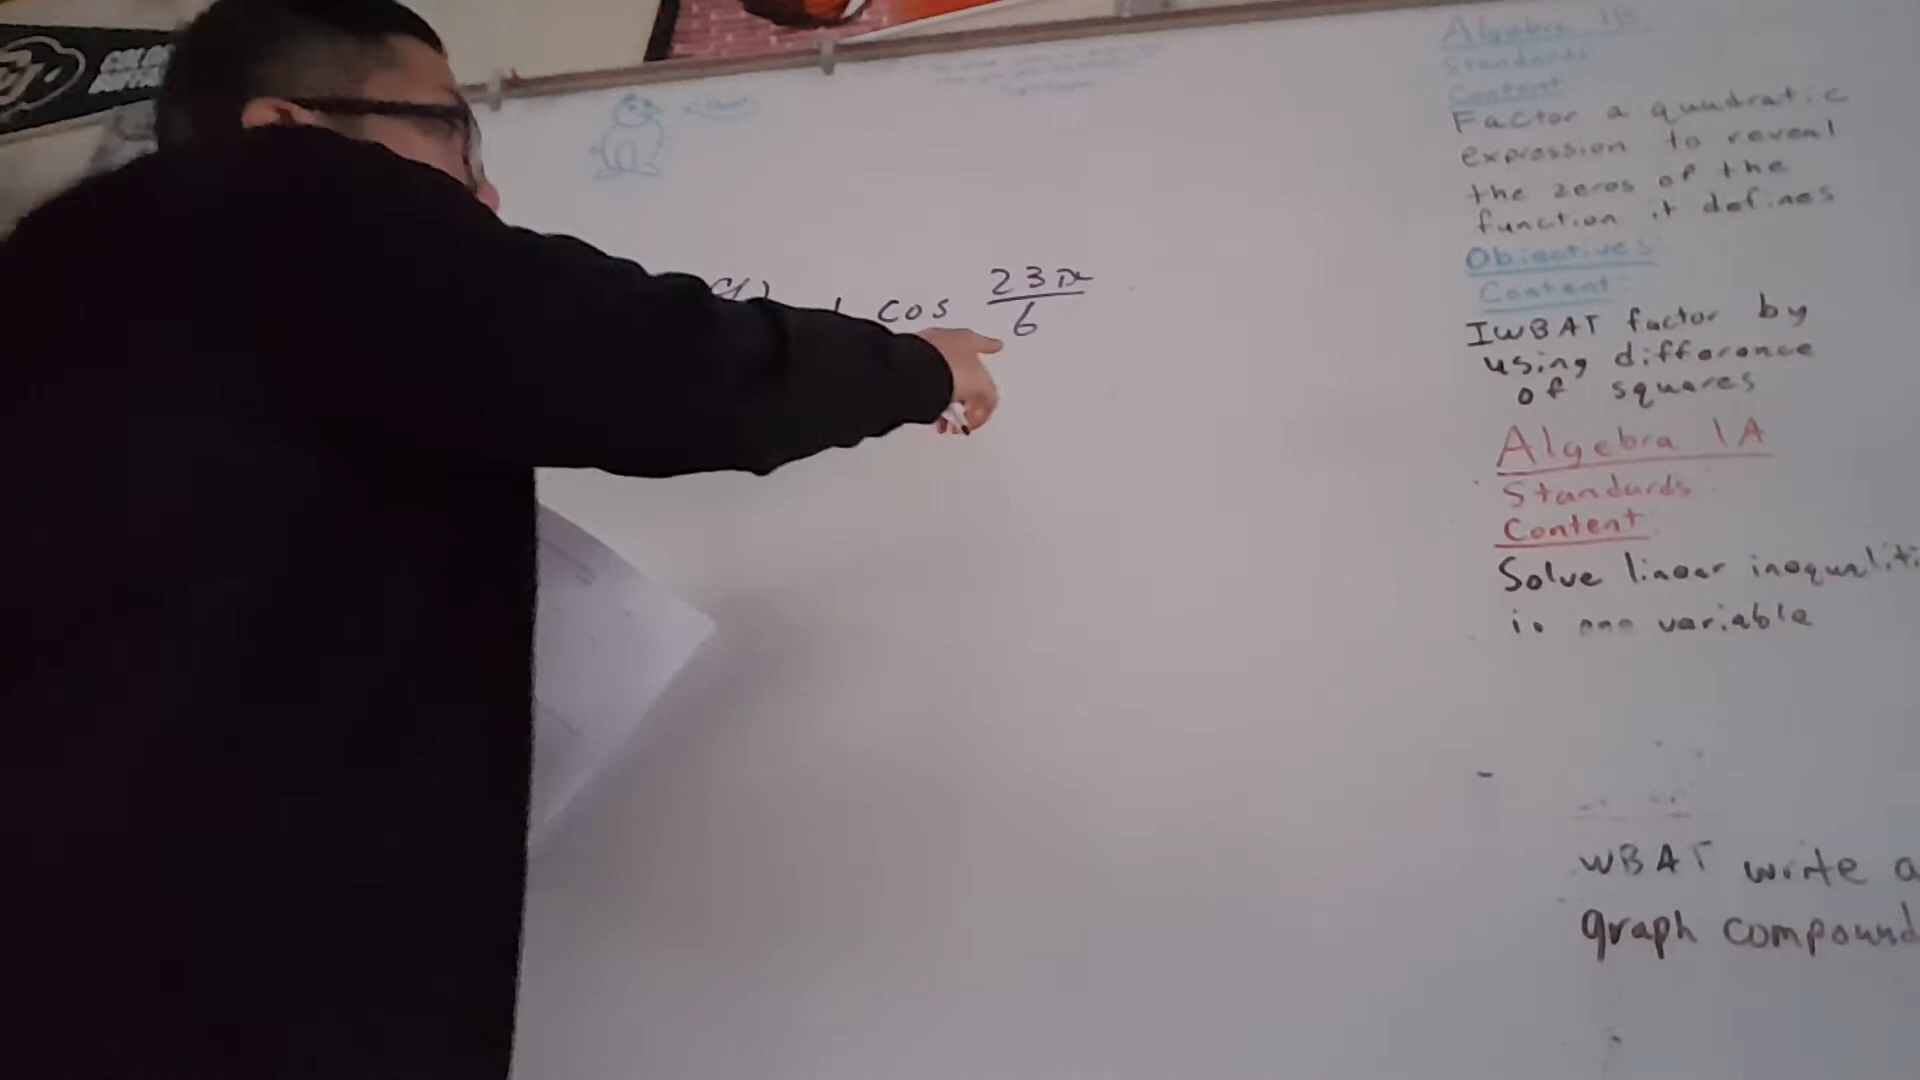 cos 23π
6
Algebra 1B
Standards
Content
Factor a quadratic
expression to reveal
the zeros of the
function it defines
Objectives
Content:
IWBAT factor by
using difference
of squares
Algebra 1A
Standards
Content:
Solve linear inequaliti
in one variable
WBAT write a
graph compound